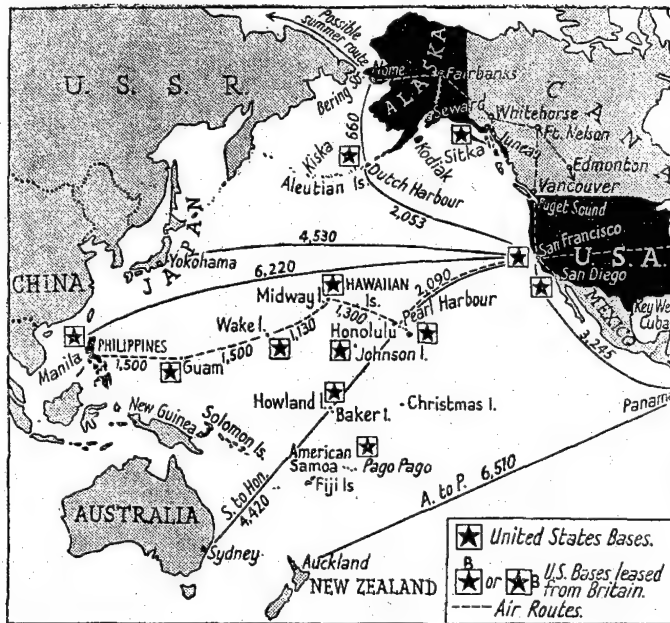 Possible
summer route
U. S. S. R.
Bering St.
Nome
ALASKA
Fairbanks
C A N
Seward
Whitehorse
Ft. Nelson
Juneau
Edmonton
Vancouver
Puget Sound
660
Kiska
Kodiak
Sitka
Aleutian Is.
Dutch Harbour
2,053
JAPAN
Yokohama
4,530
San Francisco
U.S.A.
San Diego
CHINA
6,220
2,090
HAWAIIAN
Is.
Midway I.
Pearl Harbour
MEXICO
Key We
Cuba
1,300
Wake I.
1,130
Honolulu
Johnson I.
3,245
PHILIPPINES
Manila
1,500
Guam
1,500
Howland I.
Baker I.
Christmas I.
Panama
New Guinea
Solomon Is.
American
Samoa
Pago Pago
Fiji Is
A. to P. 6,510
S. to Hon.
4,420
AUSTRALIA
Sydney
Auckland
NEW ZEALAND
United States Bases.
B
or
B
U.S. Bases leased
from Britain.
Air Routes.